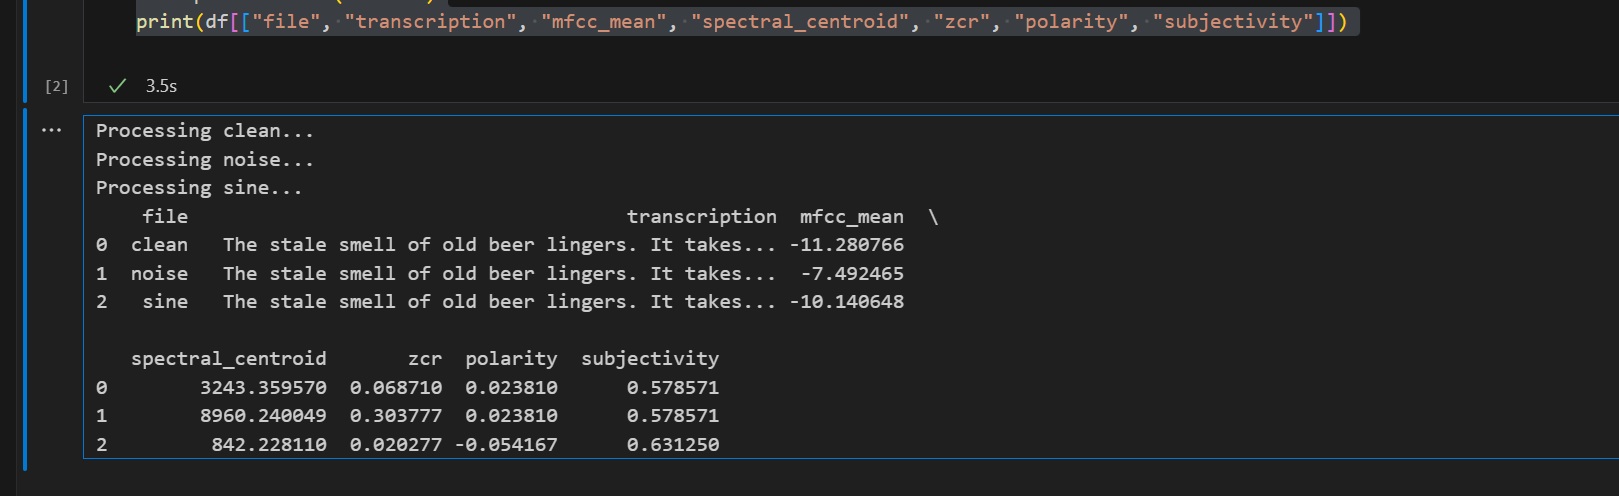 print(df[["file", "transcription", "mfcc_mean", "spectral_centroid", "zcr", "polarity", "subjectivity"]])
[2] ✓ 3.5s
... Processing clean...
Processing noise...
Processing sine...
file transcription mfcc_mean \
0 clean The stale smell of old beer lingers. It takes... -11.280766
1 noise The stale smell of old beer lingers. It takes... -7.492465
2 sine The stale smell of old beer lingers. It takes... -10.140648
spectral_centroid zcr polarity subjectivity
0 3243.359570 0.068710 0.023810 0.578571
1 8960.240049 0.303777 0.023810 0.578571
2 842.228110 0.020277 -0.054167 0.631250